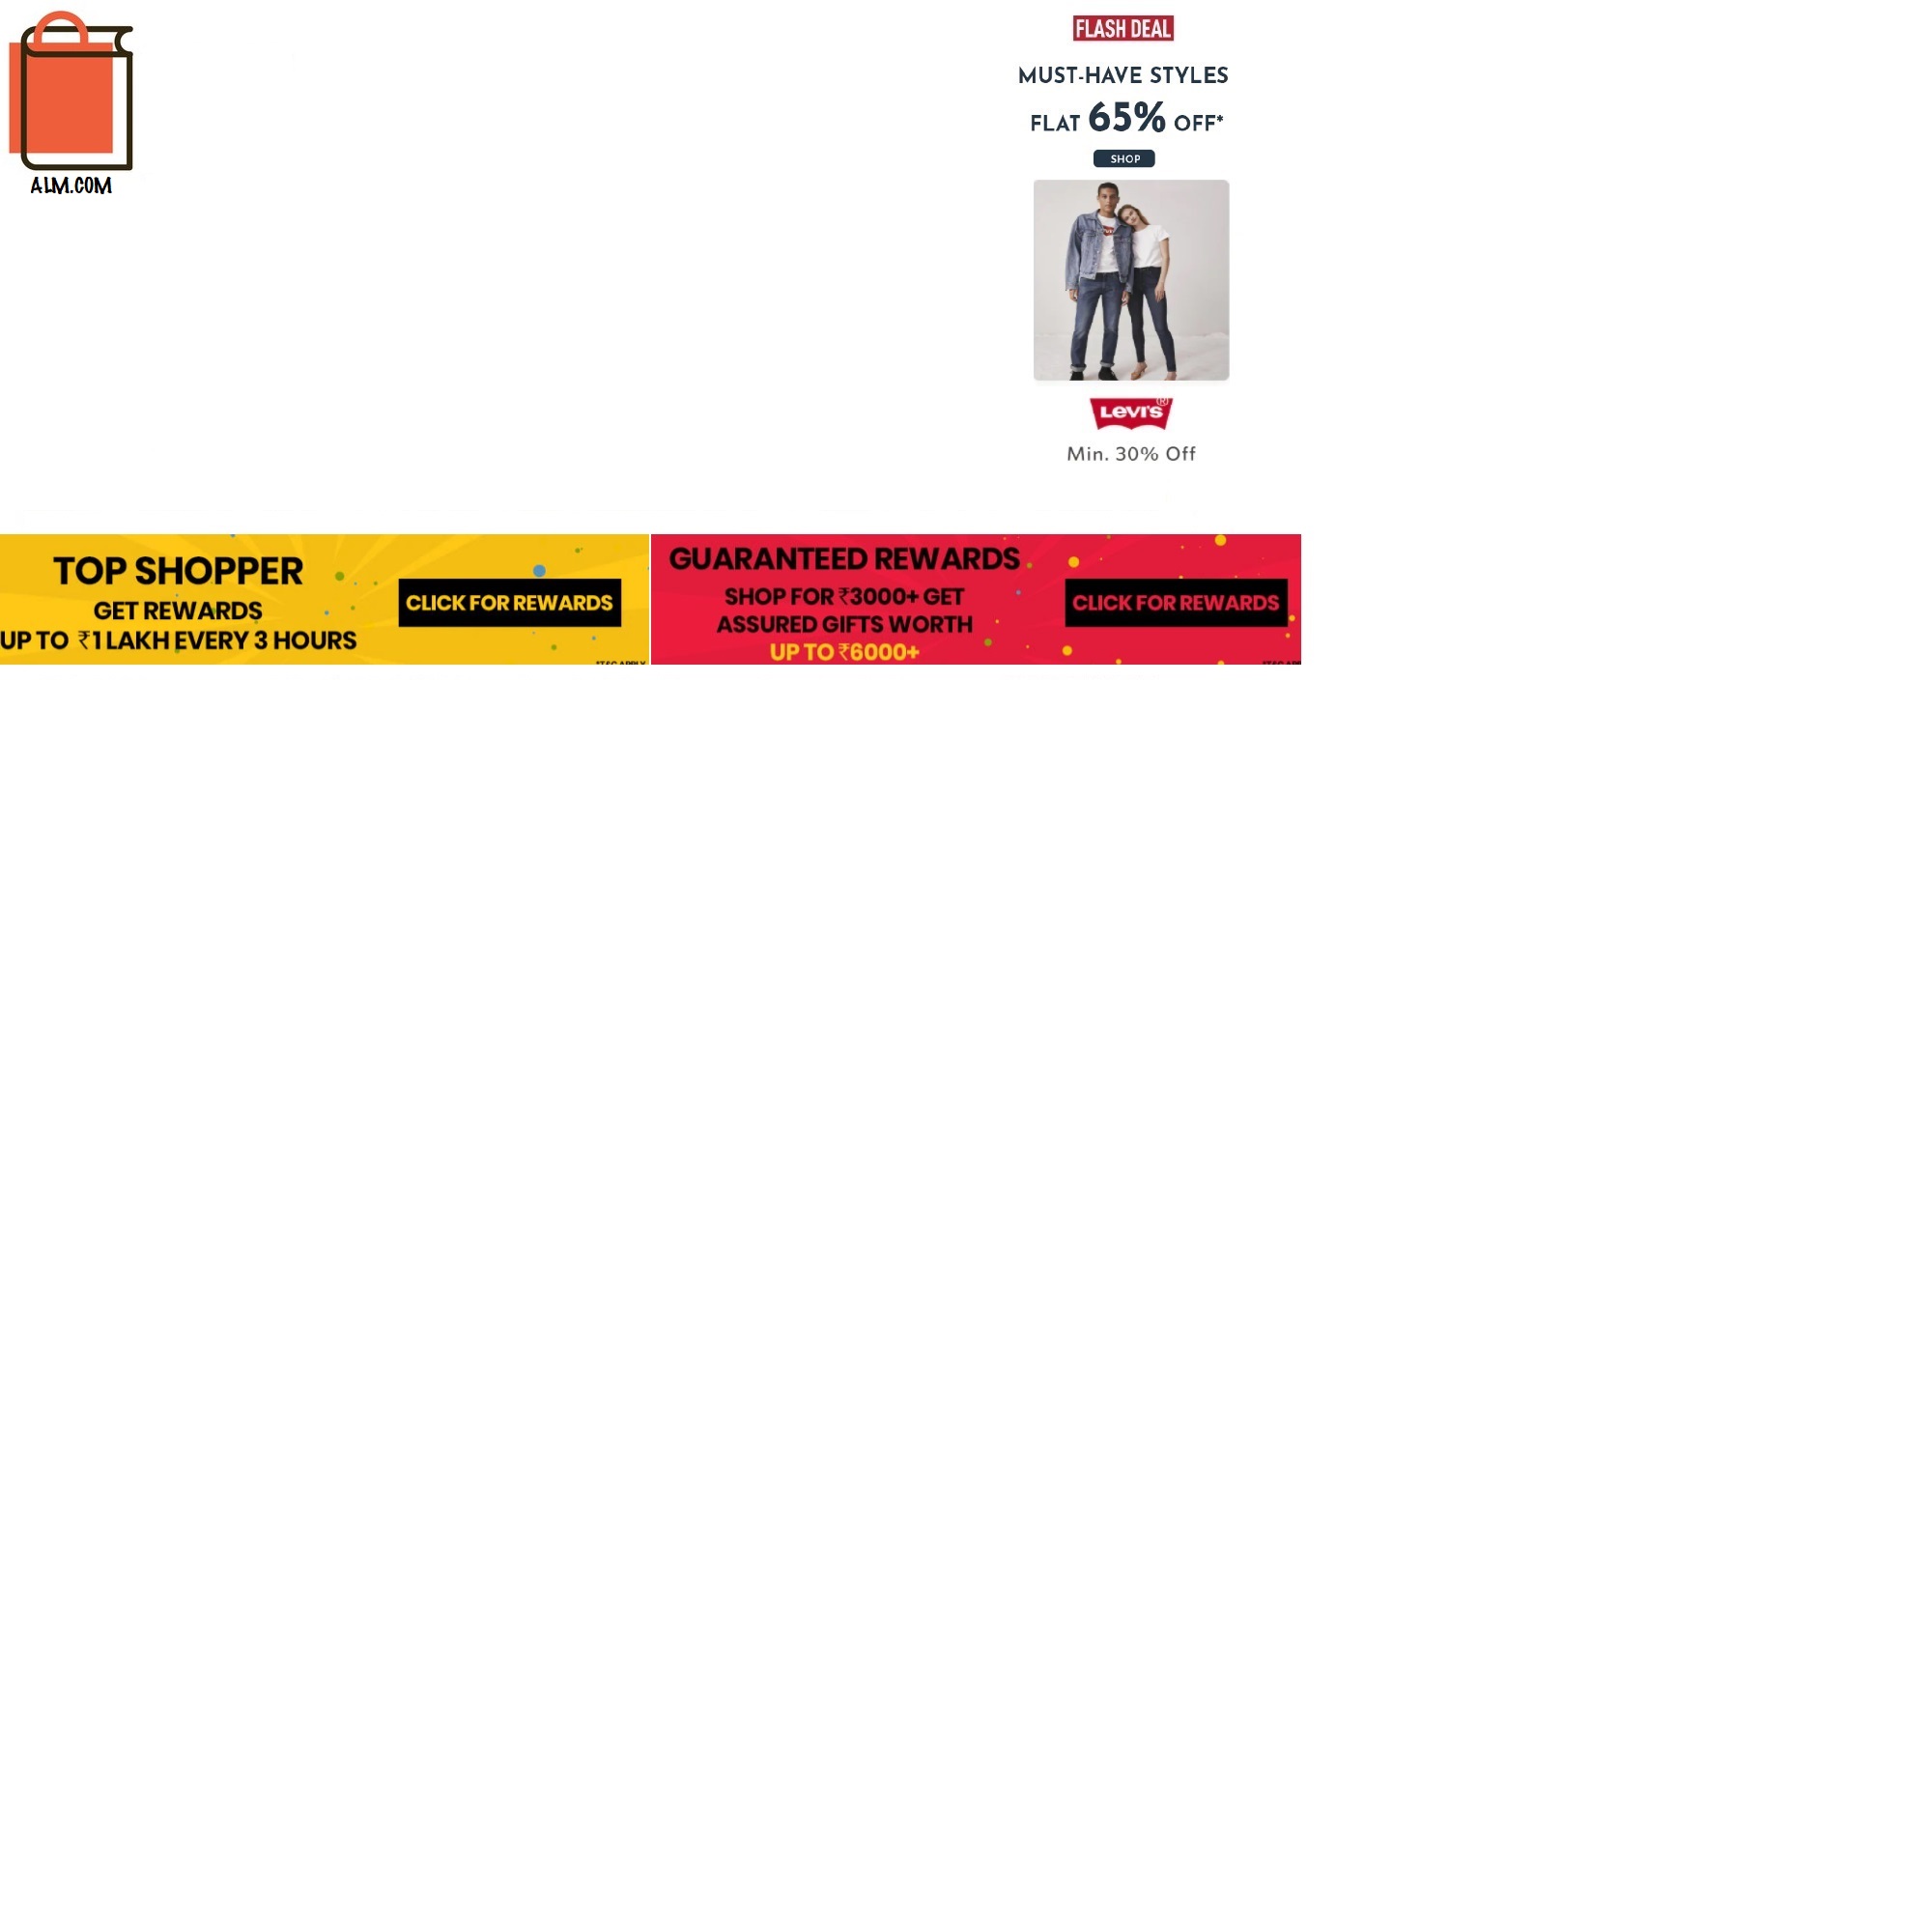 ALM.COM
FLASH DEAL
MUST-HAVE STYLES
FLAT 65% OFF*
SHOP
LEVI'S®
Min. 30% Off
TOP SHOPPER
GET REWARDS
UP TO ₹1 LAKH EVERY 3 HOURS
CLICK FOR REWARDS
GUARANTEED REWARDS
SHOP FOR ₹3000+ GET
ASSURED GIFTS WORTH
UP TO ₹6000+
CLICK FOR REWARDS